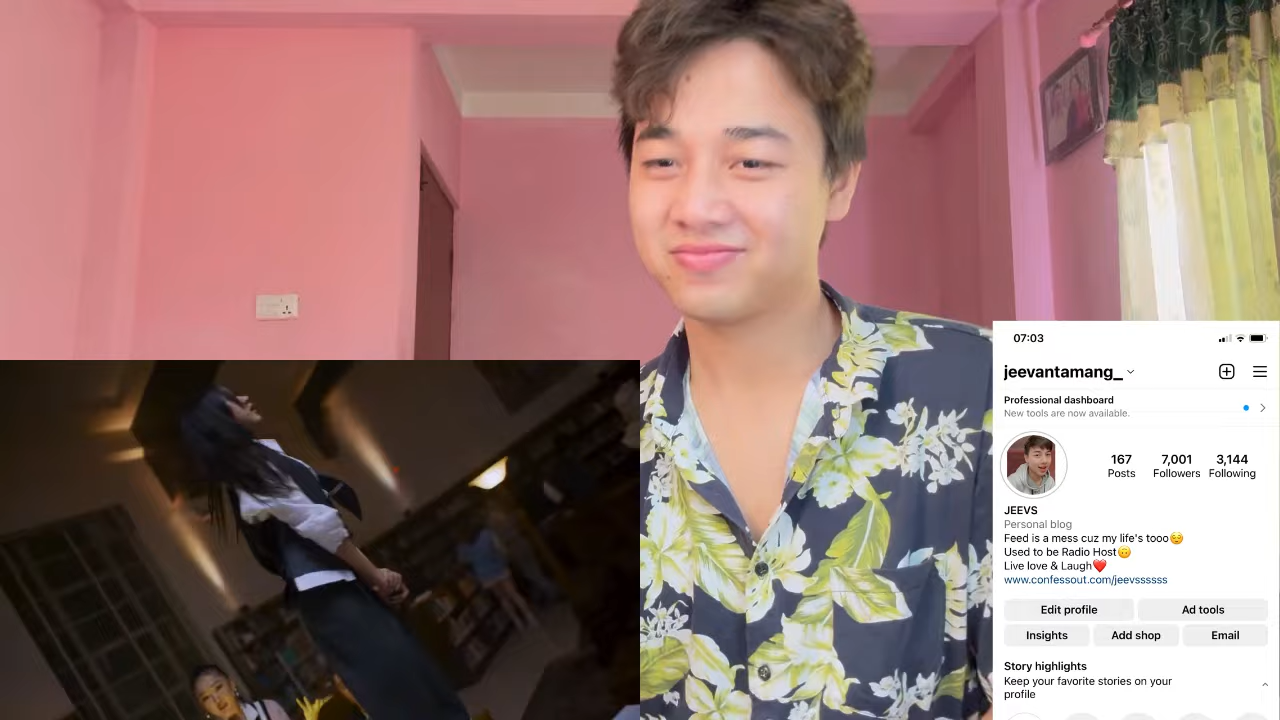 07:03
jeevantamang_
Professional dashboard
New tools are now available.
167 7,001 3,144
Posts Followers Following
JEEVS
Personal blog
Feed is a mess cuz my life's tooo😌
Used to be Radio Host🙃
Live love & Laugh❤️
www.confessout.com/jeevssssss
Edit profile Ad tools
Insights Add shop Email
Story highlights
Keep your favorite stories on your
profile